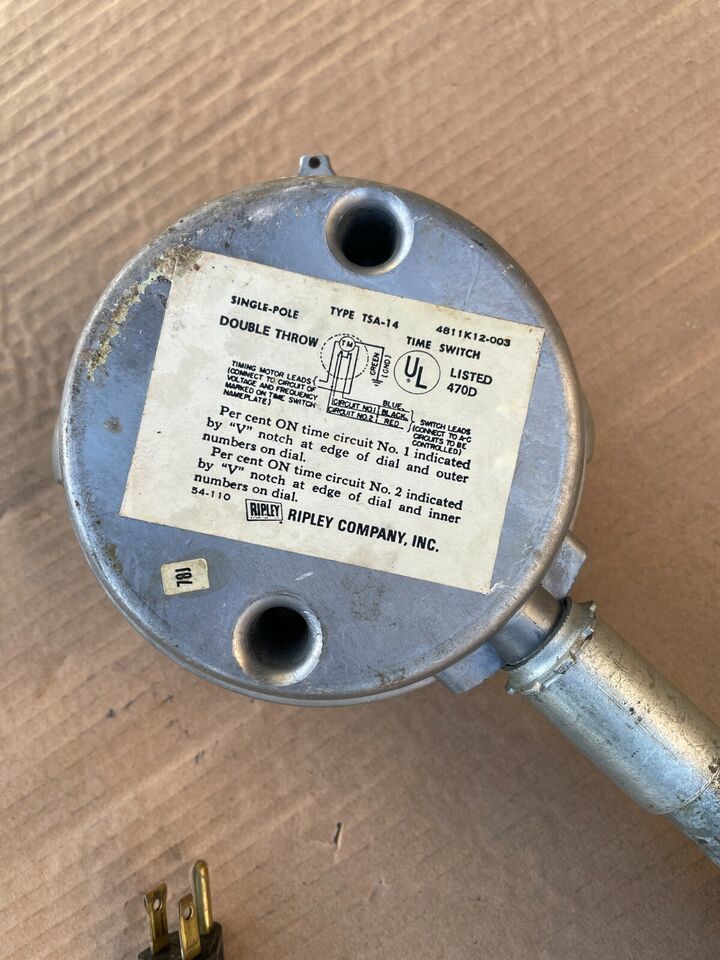 SINGLE-POLE TYPE TSA-14 4811K12-003
DOUBLE THROW TIME SWITCH
TM
GREEN
(GND)
UL
LISTED
470D
TIMING MOTOR LEADS
(CONNECT TO CIRCUIT OF
VOLTAGE AND FREQUENCY
MARKED ON TIME SWITCH
NAMEPLATE)
BLUE
CIRCUIT NO.1 BLACK
CIRCUIT NO.2 RED
SWITCH LEADS
(CONNECT TO A-C
CIRCUITS TO BE
CONTROLLED)
Per cent ON time circuit No. 1 indicated
by "V" notch at edge of dial and outer
numbers on dial.
Per cent ON time circuit No. 2 indicated
by "V" notch at edge of dial and inner
numbers on dial.
54-110
RIPLEY RIPLEY COMPANY, INC.